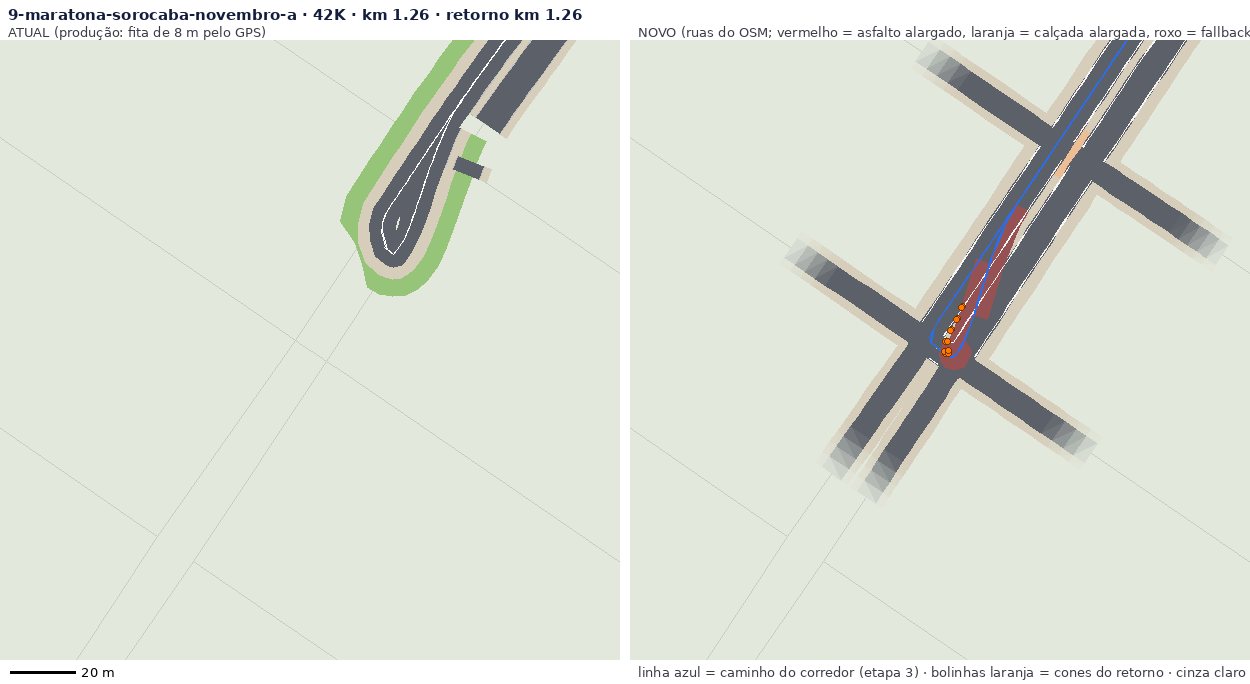 9-maratona-sorocaba-novembro-a · 42K · km 1.26 · retorno km 1.26
ATUAL (produção: fita de 8 m pelo GPS)
NOVO (ruas do OSM; vermelho = asfalto alargado, laranja = calçada alargada, roxo = fallback
20 m
linha azul = caminho do corredor (etapa 3) · bolinhas laranja = cones do retorno · cinza claro